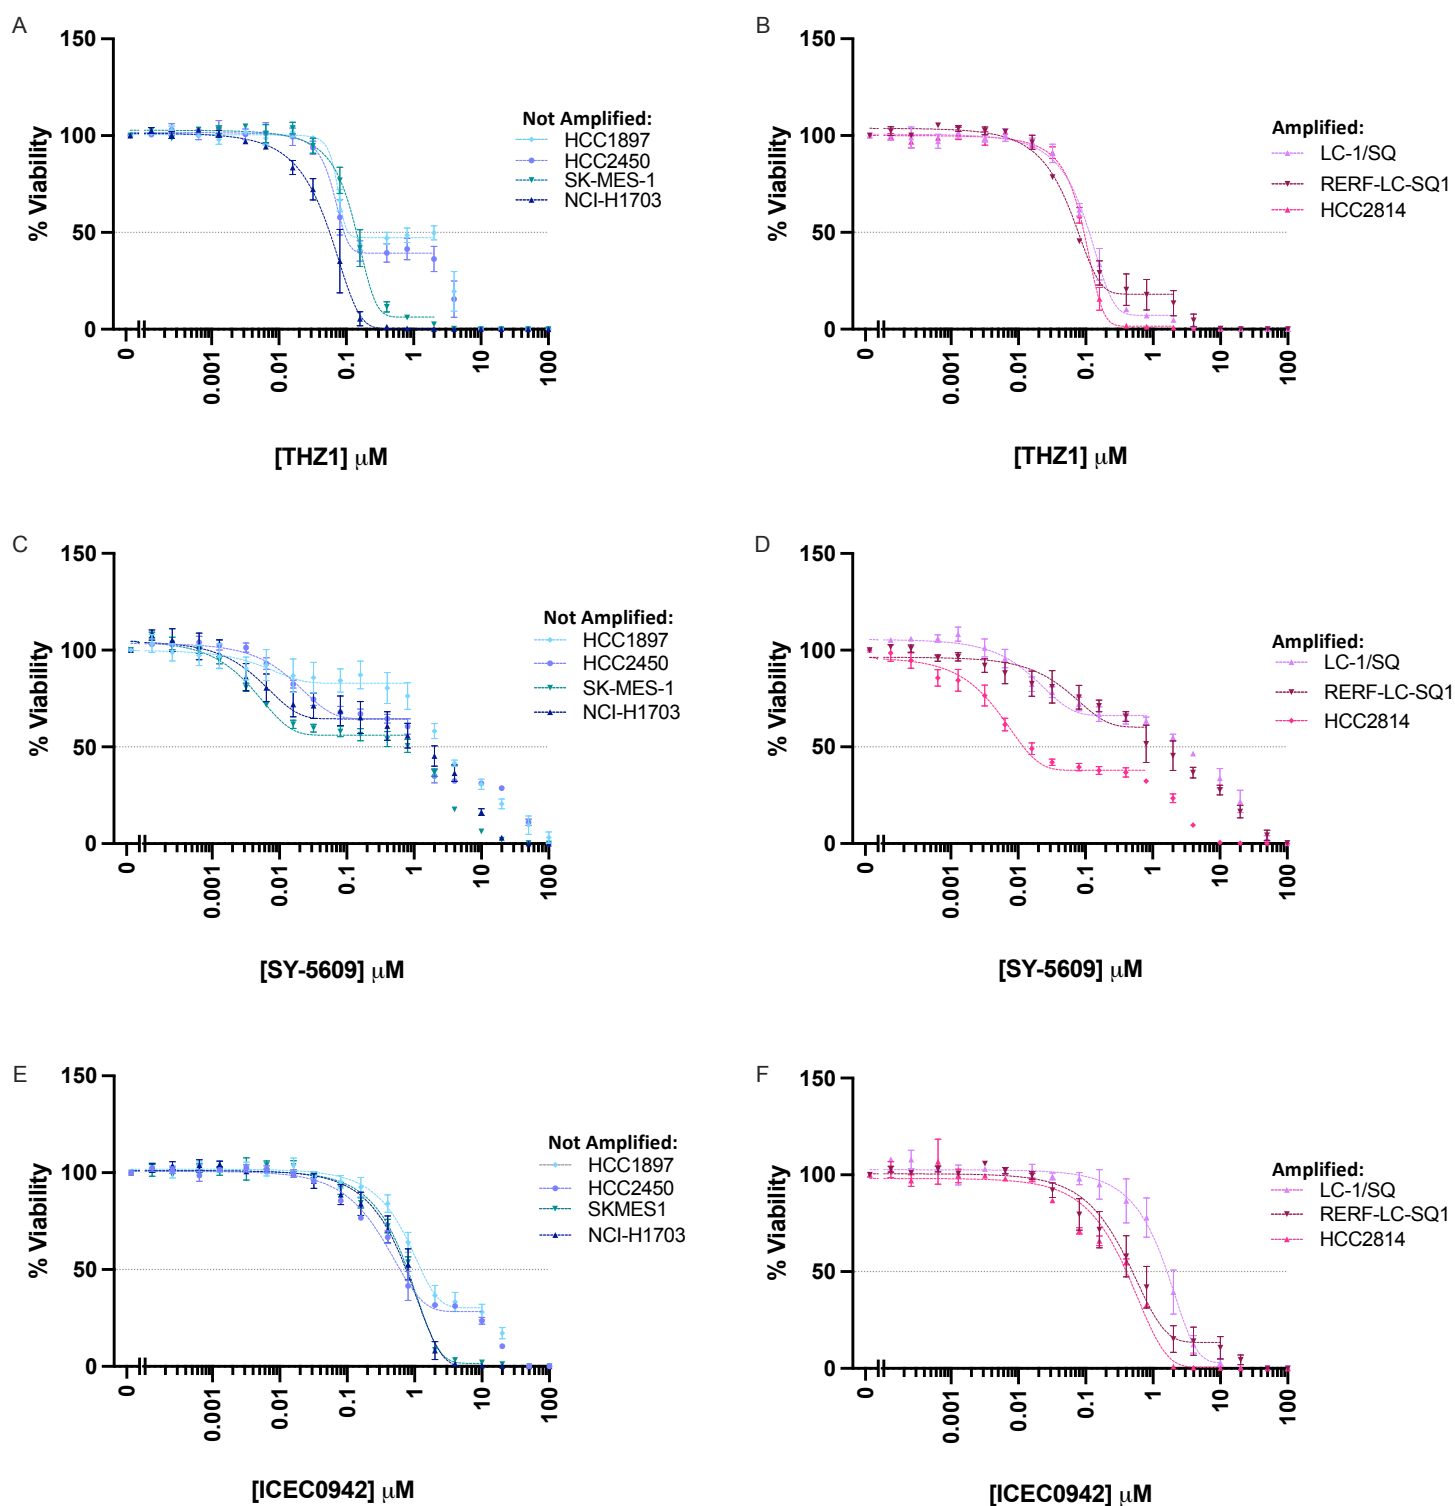 A
150
100
50
0
% Viability
0
0.001
0.01
0.1
1
10
100
[THZ1] μM
Not Amplified:
HCC1897
HCC2450
SK-MES-1
NCI-H1703
B
150
100
50
0
% Viability
0
0.001
0.01
0.1
1
10
100
[THZ1] μM
Amplified:
LC-1/SQ
RERF-LC-SQ1
HCC2814
C
150
100
50
0
% Viability
0
0.001
0.01
0.1
1
10
100
[SY-5609] μM
Not Amplified:
HCC1897
HCC2450
SK-MES-1
NCI-H1703
D
150
100
50
0
% Viability
0
0.001
0.01
0.1
1
10
100
[SY-5609] μM
Amplified:
LC-1/SQ
RERF-LC-SQ1
HCC2814
E
150
100
50
0
% Viability
0
0.001
0.01
0.1
1
10
100
[ICEC0942] μM
Not Amplified:
HCC1897
HCC2450
SKMES1
NCI-H1703
F
150
100
50
0
% Viability
0
0.001
0.01
0.1
1
10
100
[ICEC0942] μM
Amplified:
LC-1/SQ
RERF-LC-SQ1
HCC2814